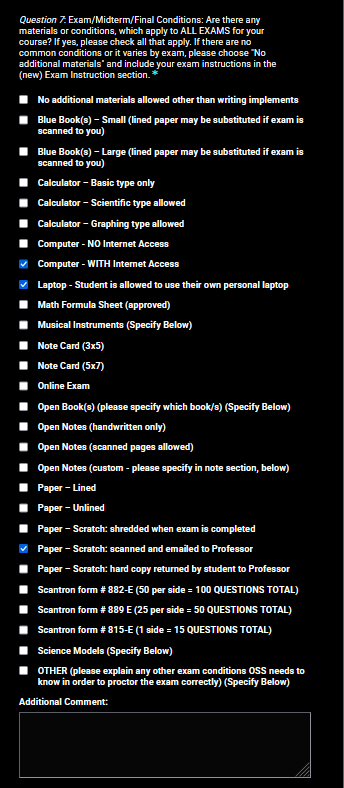 Question 7: Exam/Midterm/Final Conditions: Are there any
materials or conditions, which apply to ALL EXAMS for your
course? If yes, please check all that apply. If there are no
common conditions or it varies by exam, please choose "No
additional materials" and include your exam instructions in the
(new) Exam Instruction section. *
No additional materials allowed other than writing implements
Blue Book(s) – Small (lined paper may be substituted if exam is
scanned to you)
Blue Book(s) – Large (lined paper may be substituted if exam is
scanned to you)
Calculator – Basic type only
Calculator – Scientific type allowed
Calculator – Graphing type allowed
Computer - NO Internet Access
Computer - WITH Internet Access
Laptop - Student is allowed to use their own personal laptop
Math Formula Sheet (approved)
Musical Instruments (Specify Below)
Note Card (3x5)
Note Card (5x7)
Online Exam
Open Book(s) (please specify which book/s) (Specify Below)
Open Notes (handwritten only)
Open Notes (scanned pages allowed)
Open Notes (custom - please specify in note section, below)
Paper – Lined
Paper – Unlined
Paper – Scratch: shredded when exam is completed
Paper – Scratch: scanned and emailed to Professor
Paper – Scratch: hard copy returned by student to Professor
Scantron form # 882-E (50 per side = 100 QUESTIONS TOTAL)
Scantron form # 889 E (25 per side = 50 QUESTIONS TOTAL)
Scantron form # 815-E (1 side = 15 QUESTIONS TOTAL)
Science Models (Specify Below)
OTHER (please explain any other exam conditions OSS needs to
know in order to proctor the exam correctly) (Specify Below)
Additional Comment: